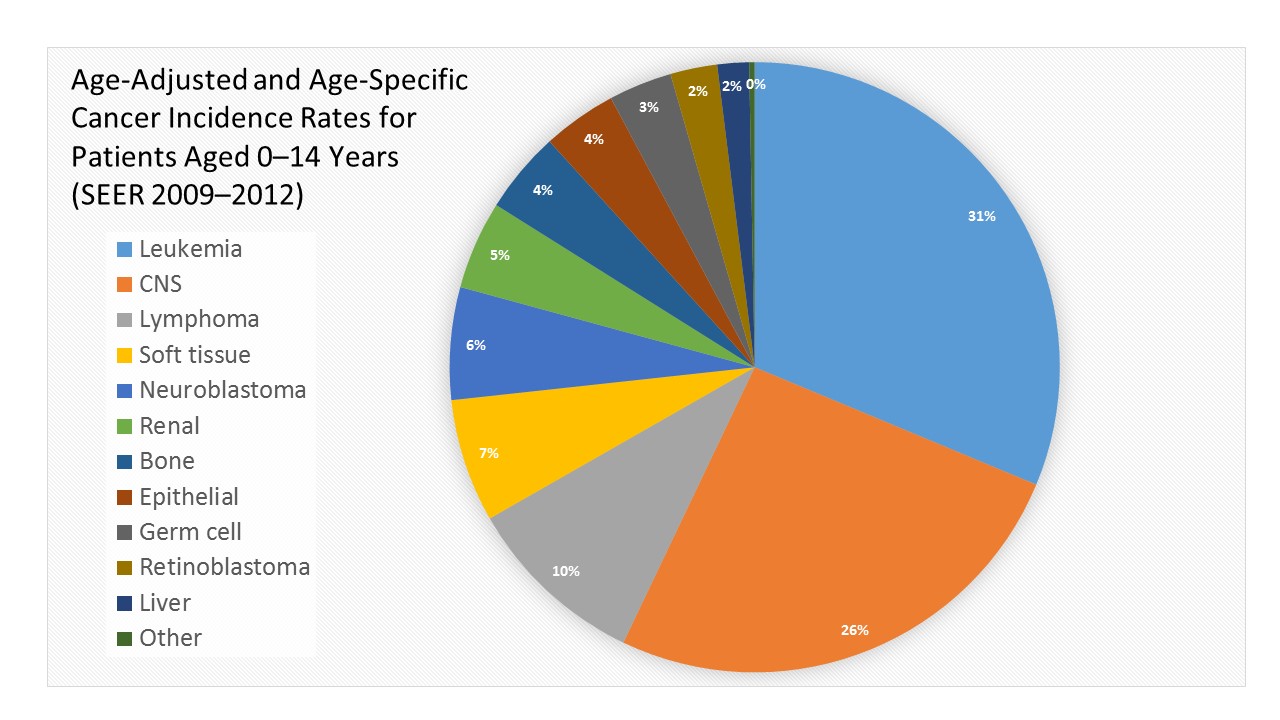 Age-Adjusted and Age-Specific
Cancer Incidence Rates for
Patients Aged 0–14 Years
(SEER 2009–2012)
Leukemia
CNS
Lymphoma
Soft tissue
Neuroblastoma
Renal
Bone
Epithelial
Germ cell
Retinoblastoma
Liver
Other
31%
26%
10%
7%
6%
5%
4%
4%
3%
2%
2%
0%